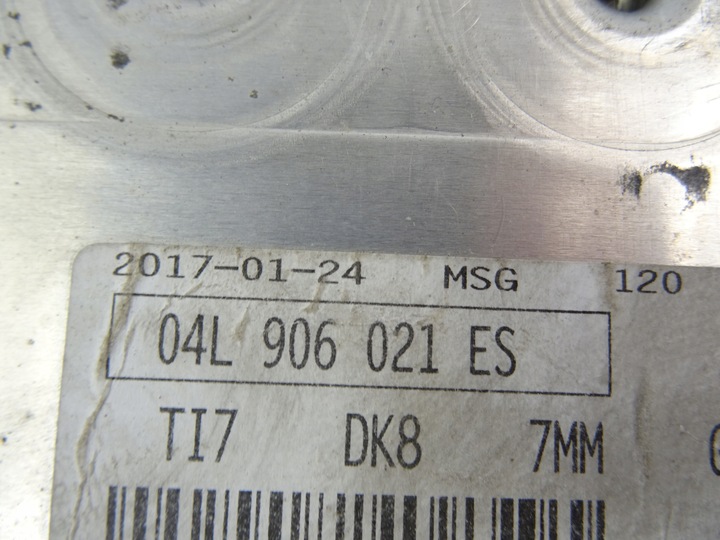 2017-01-24 MSG 120
04L 906 021 ES
TI7 DK8 7MM